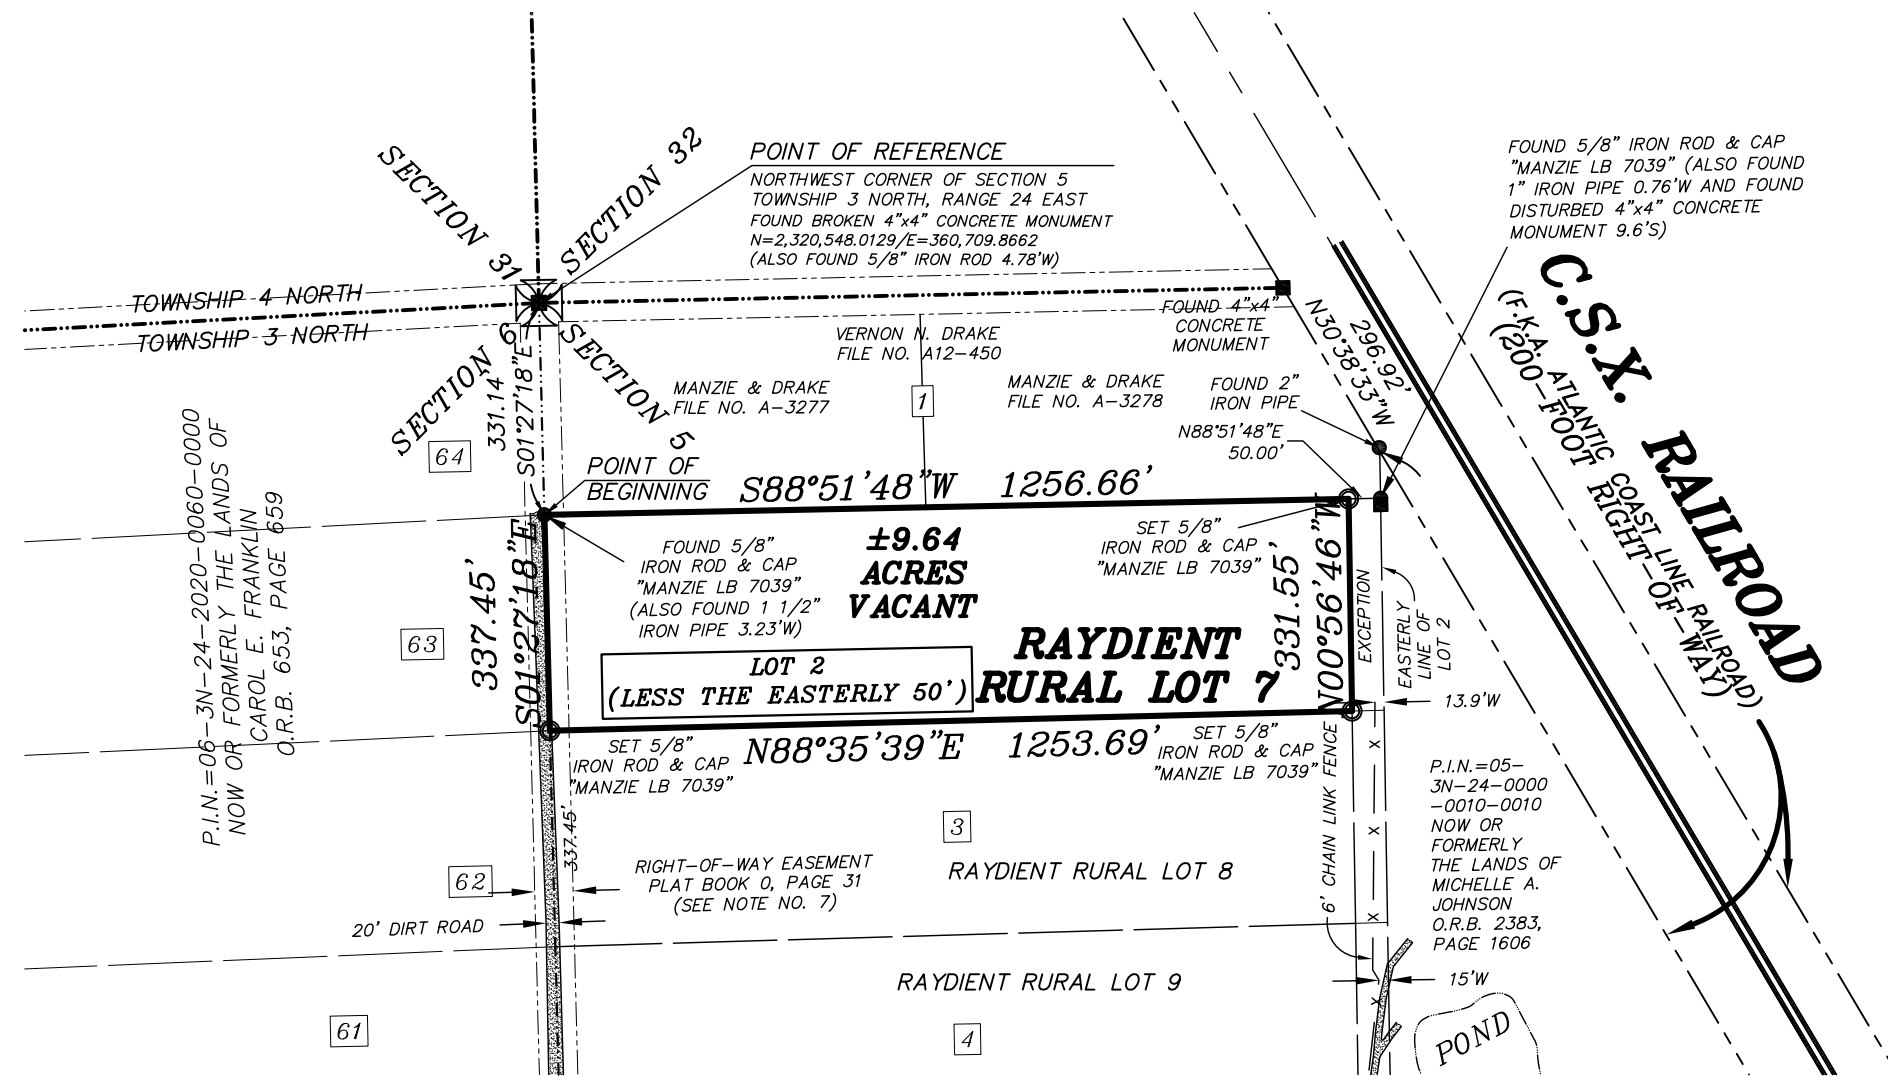 SECTION 31
SECTION 32
SECTION 6
SECTION 5
TOWNSHIP 4 NORTH
TOWNSHIP 3 NORTH
POINT OF REFERENCE
NORTHWEST CORNER OF SECTION 5
TOWNSHIP 3 NORTH, RANGE 24 EAST
FOUND BROKEN 4"x4" CONCRETE MONUMENT
N=2,320,548.0129/E=360,709.8662
(ALSO FOUND 5/8" IRON ROD 4.78'W)
FOUND 5/8" IRON ROD & CAP
"MANZIE LB 7039" (ALSO FOUND
1" IRON PIPE 0.76'W AND FOUND
DISTURBED 4"x4" CONCRETE
MONUMENT 9.6'S)
C.S.X. RAILROAD
(F.K.A. ATLANTIC COAST LINE RAILROAD)
(200-FOOT RIGHT-OF-WAY)
N30°38'33"W
296.92'
FOUND 4"x4"
CONCRETE
MONUMENT
VERNON N. DRAKE
FILE NO. A12-450
MANZIE & DRAKE
FILE NO. A-3277
1
MANZIE & DRAKE
FILE NO. A-3278
FOUND 2"
IRON PIPE
N88°51'48"E
50.00'
331.14'
S01°27'18"E
64
POINT OF
BEGINNING
S88°51'48"W 1256.66'
P.I.N.=06-3N-24-2020-0060-0000
NOW OR FORMERLY THE LANDS OF
CAROL E. FRANKLIN
O.R.B. 653, PAGE 659
63
337.45'
S01°27'18"E
FOUND 5/8"
IRON ROD & CAP
"MANZIE LB 7039"
(ALSO FOUND 1 1/2"
IRON PIPE 3.23'W)
±9.64
ACRES
VACANT
SET 5/8"
IRON ROD & CAP
"MANZIE LB 7039"
331.55'
N00°56'46"W
EXCEPTION
EASTERLY
LINE OF
LOT 2
LOT 2
(LESS THE EASTERLY 50')
RAYDIENT
RURAL LOT 7
13.9'W
SET 5/8"
IRON ROD & CAP
"MANZIE LB 7039"
N88°35'39"E 1253.69'
SET 5/8"
IRON ROD & CAP
"MANZIE LB 7039"
6' CHAIN LINK FENCE
x
x
x
x
P.I.N.=05-
3N-24-0000
-0010-0010
NOW OR
FORMERLY
THE LANDS OF
MICHELLE A.
JOHNSON
O.R.B. 2383,
PAGE 1606
337.45'
3
62
RIGHT-OF-WAY EASEMENT
PLAT BOOK 0, PAGE 31
(SEE NOTE NO. 7)
RAYDIENT RURAL LOT 8
20' DIRT ROAD
RAYDIENT RURAL LOT 9
15'W
61
4
POND